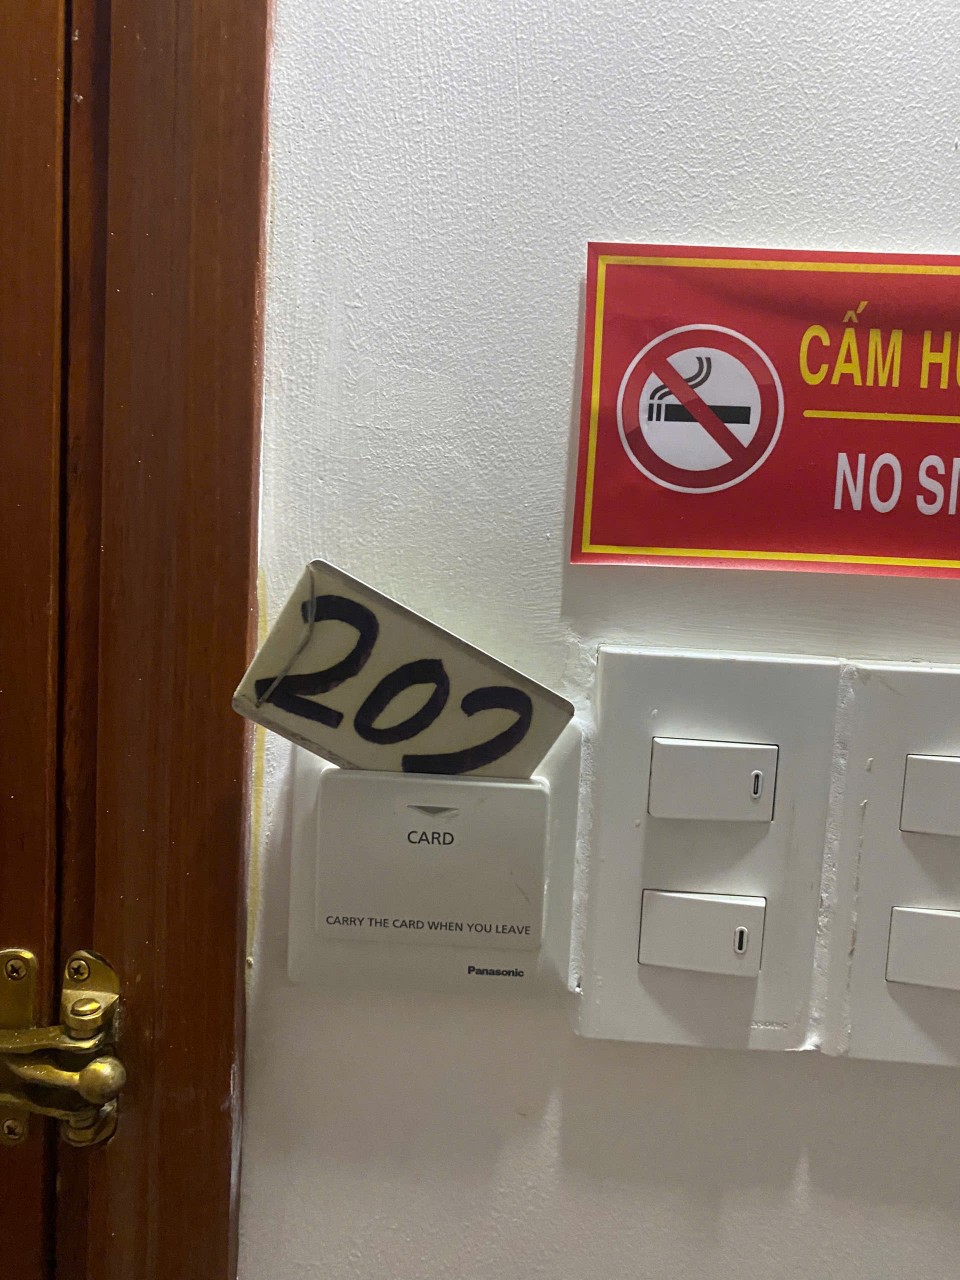 CẤM
NO
202
CARD
CARRY THE CARD WHEN YOU LEAVE
Panasonic